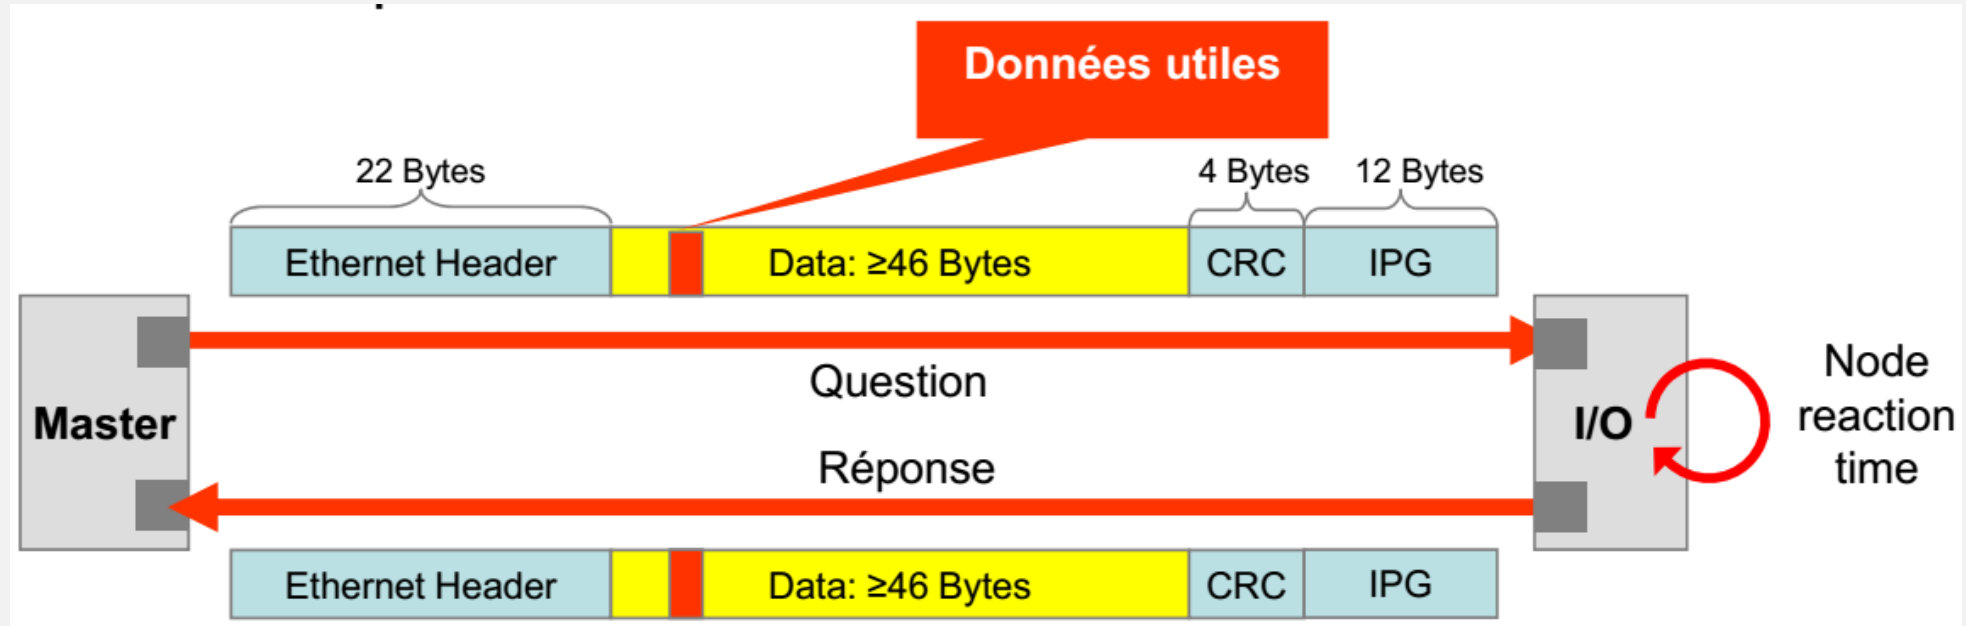 Données utiles
22 Bytes
4 Bytes
12 Bytes
Ethernet Header
Data: ≥46 Bytes
CRC
IPG
Question
Master
I/O
Node
reaction
time
Réponse
Ethernet Header
Data: ≥46 Bytes
CRC
IPG